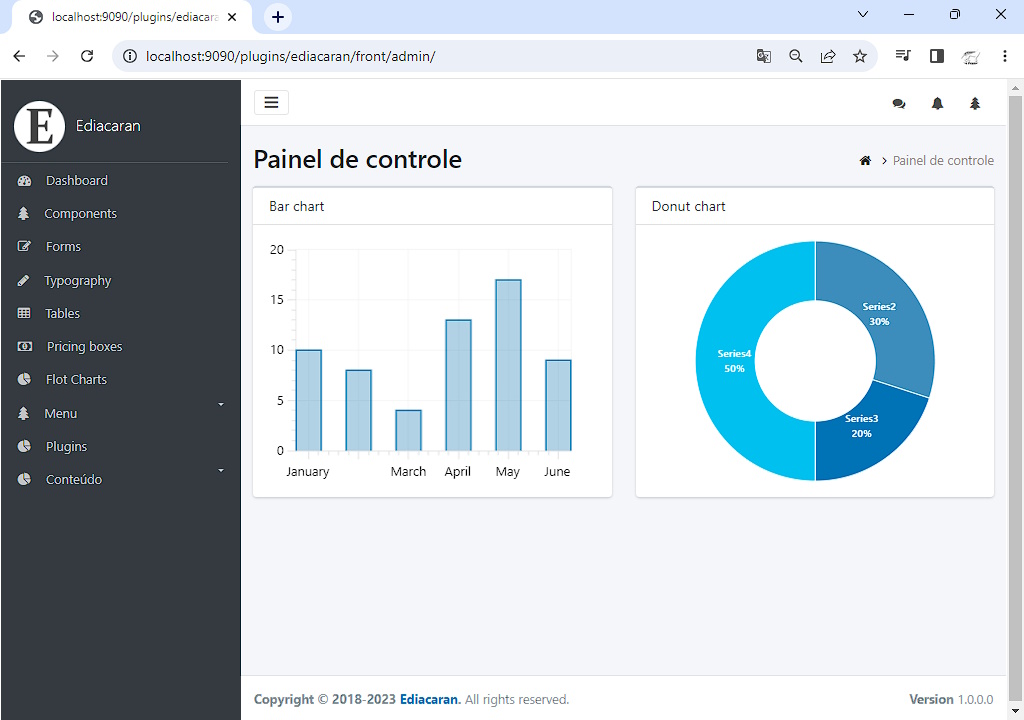 localhost:9090/plugins/ediacara
localhost:9090/plugins/ediacaran/front/admin/
E Ediacaran
Dashboard
Components
Forms
Typography
Tables
Pricing boxes
Flot Charts
Menu
Plugins
Conteúdo
Painel de controle
Painel de controle
Bar chart
20
15
10
5
0
January March April May June
Donut chart
Series2
30%
Series4
50%
Series3
20%
Copyright © 2018-2023 Ediacaran. All rights reserved.
Version 1.0.0.0